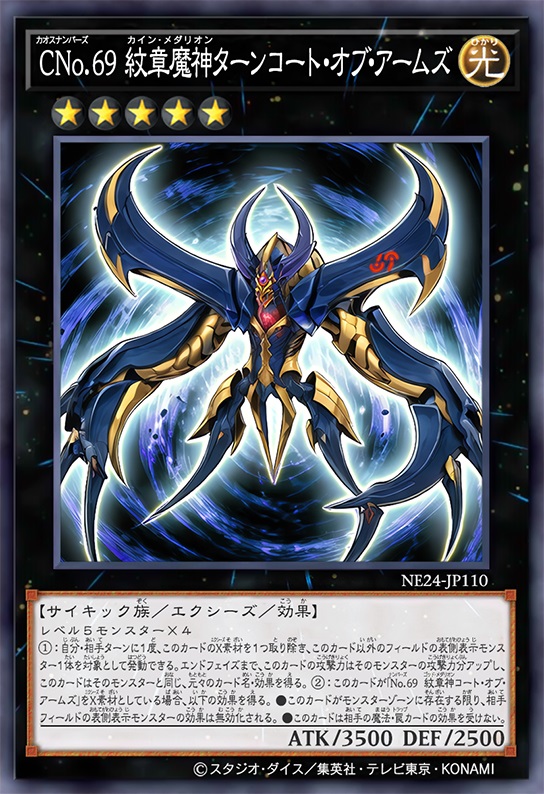 CNo.69 紋章魔神ターンコート・オブ・アームズ 光
NE24-JP110
【サイキック族／エクシーズ／効果】
レベル５モンスター×４
①：自分・相手ターンに1度、このカードのX素材を1つ取り除き、このカード以外のフィールドの表側表示モンスター1体を対象として発動できる。エンドフェイズまで、このカードの攻撃力はそのモンスターの攻撃力分アップし、
このカードはそのモンスターと同じ、元々のカード名・効果を得る。②：このカードが「No.69 紋章神コート・オブ・アームズ」をX素材としている場合、以下の効果を得る。●このカードがモンスターゾーンに存在する限り、相手
フィールドの表側表示モンスターの効果は無効化される。●このカードは相手の魔法・罠カードの効果を受けない。
ATK/3500 DEF/2500
©スタジオ・ダイス／集英社・テレビ東京・KONAMI